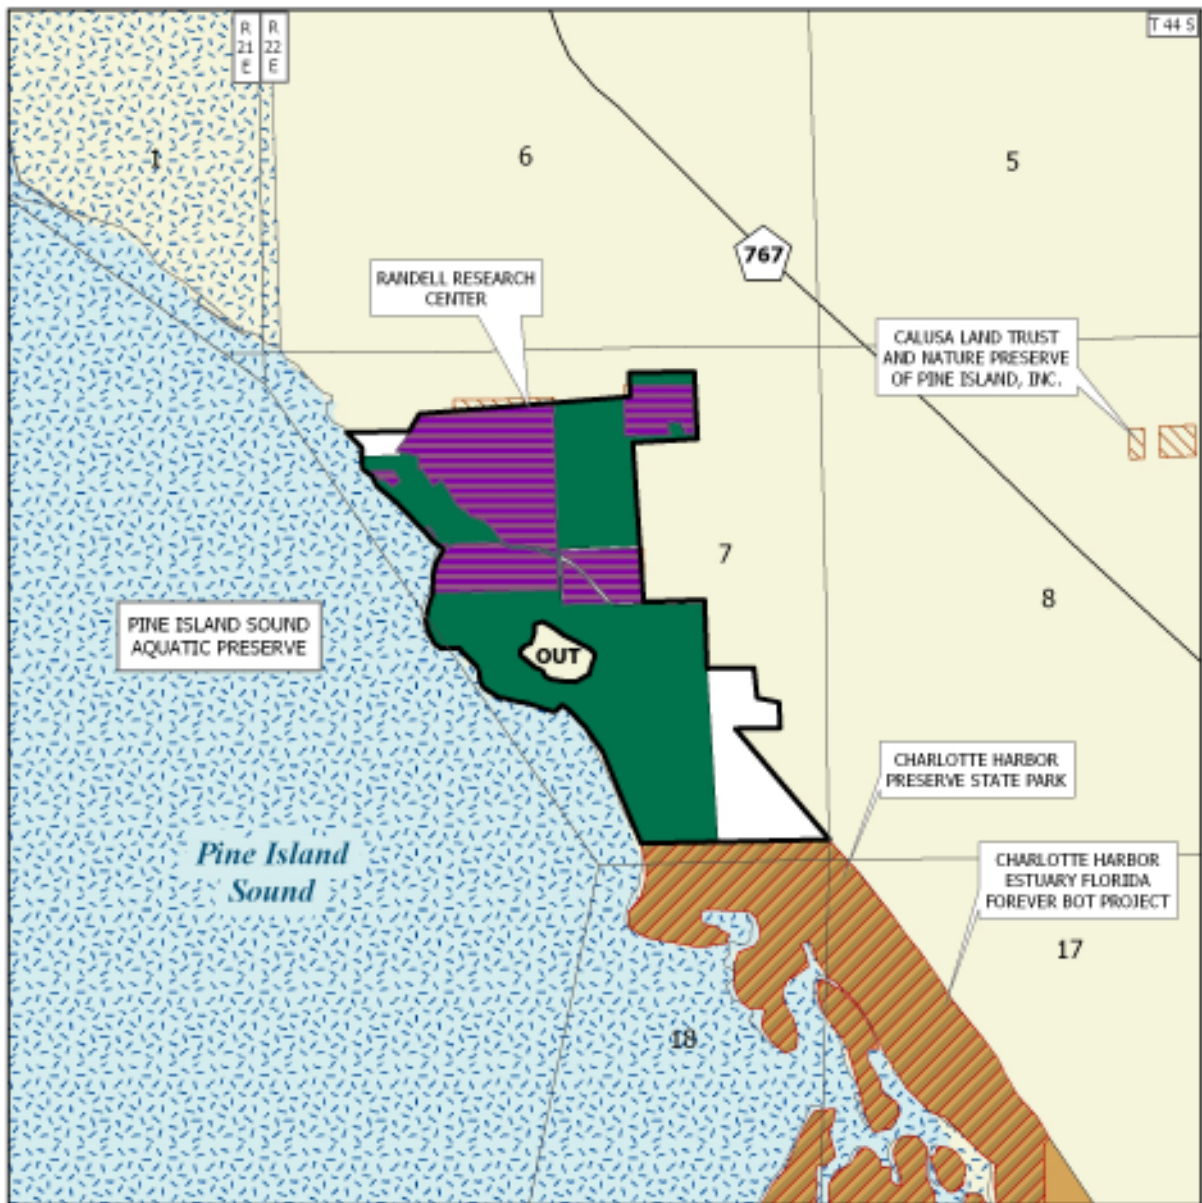 R
21
E
R
22
E
T 44 S
1
6
5
767
RANDELL RESEARCH
CENTER
CALUSA LAND TRUST
AND NATURE PRESERVE
OF PINE ISLAND, INC.
7
8
PINE ISLAND SOUND
AQUATIC PRESERVE
OUT
CHARLOTTE HARBOR
PRESERVE STATE PARK
Pine Island
Sound
CHARLOTTE HARBOR
ESTUARY FLORIDA
FOREVER BOT PROJECT
17
18